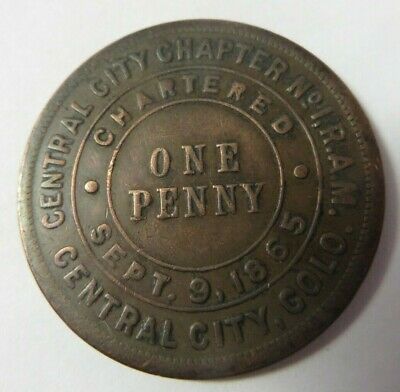 CENTRAL CITY CHAPTER No 1 R.A.M.
CENTRAL CITY, COLO.
CHARTERED
SEPT. 9, 1865
ONE
PENNY